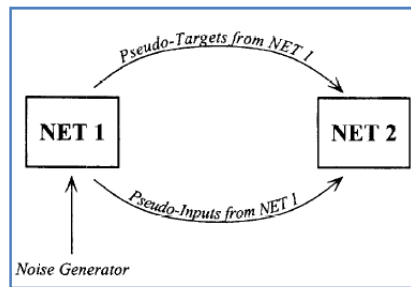 Pseudo-Targets from NET 1
NET 1
NET 2
Pseudo-Inputs from NET 1
Noise Generator